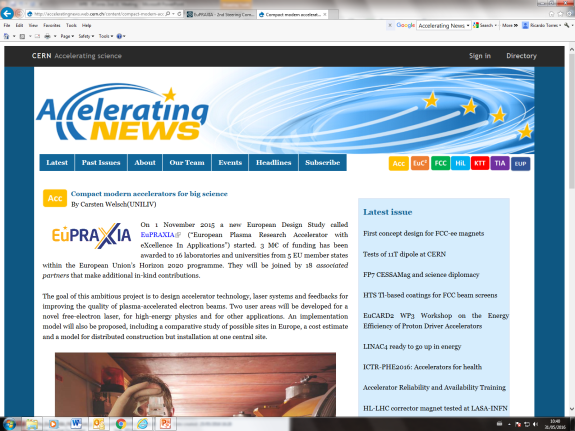 http://acceleratingnews.web.cern.ch/content/compact-modern-acc
EuPRAXIA - 2nd Steering Com...
Compact modern accelerat...
File Edit View Favorites Tools Help
Google Accelerating News Search More Ricardo Torres
Page Safety Tools
CERN Accelerating science Sign in Directory
Accelerating
NEWS
Latest Past Issues About Our Team Events Headlines Subscribe
Acc EuC² FCC HiL KTT TIA EUP
Acc Compact modern accelerators for big science
By Carsten Welsch(UNILIV)
EuPRAXIA
On 1 November 2015 a new European Design Study called
EuPRAXIA ("European Plasma Research Accelerator with
eXcellence In Applications") started. 3 M€ of funding has been
awarded to 16 laboratories and universities from 5 EU member states
within the European Union's Horizon 2020 programme. They will be joined by 18 associated
partners that make additional in-kind contributions.
The goal of this ambitious project is to design accelerator technology, laser systems and feedbacks for
improving the quality of plasma-accelerated electron beams. Two user areas will be developed for a
novel free-electron laser, for high-energy physics and for other applications. An implementation
model will also be proposed, including a comparative study of possible sites in Europe, a cost estimate
and a model for distributed construction but installation at one central site.
Latest issue
First concept design for FCC-ee magnets
Tests of 11T dipole at CERN
FP7 CESSAMag and science diplomacy
HTS Tl-based coatings for FCC beam screens
EuCARD2 WP3 Workshop on the Energy
Efficiency of Proton Driver Accelerators
LINAC4 ready to go up in energy
ICTR-PHE2016: Accelerators for health
Accelerator Reliability and Availability Training
HL-LHC corrector magnet tested at LASA-INFN
10:40
31/05/2016